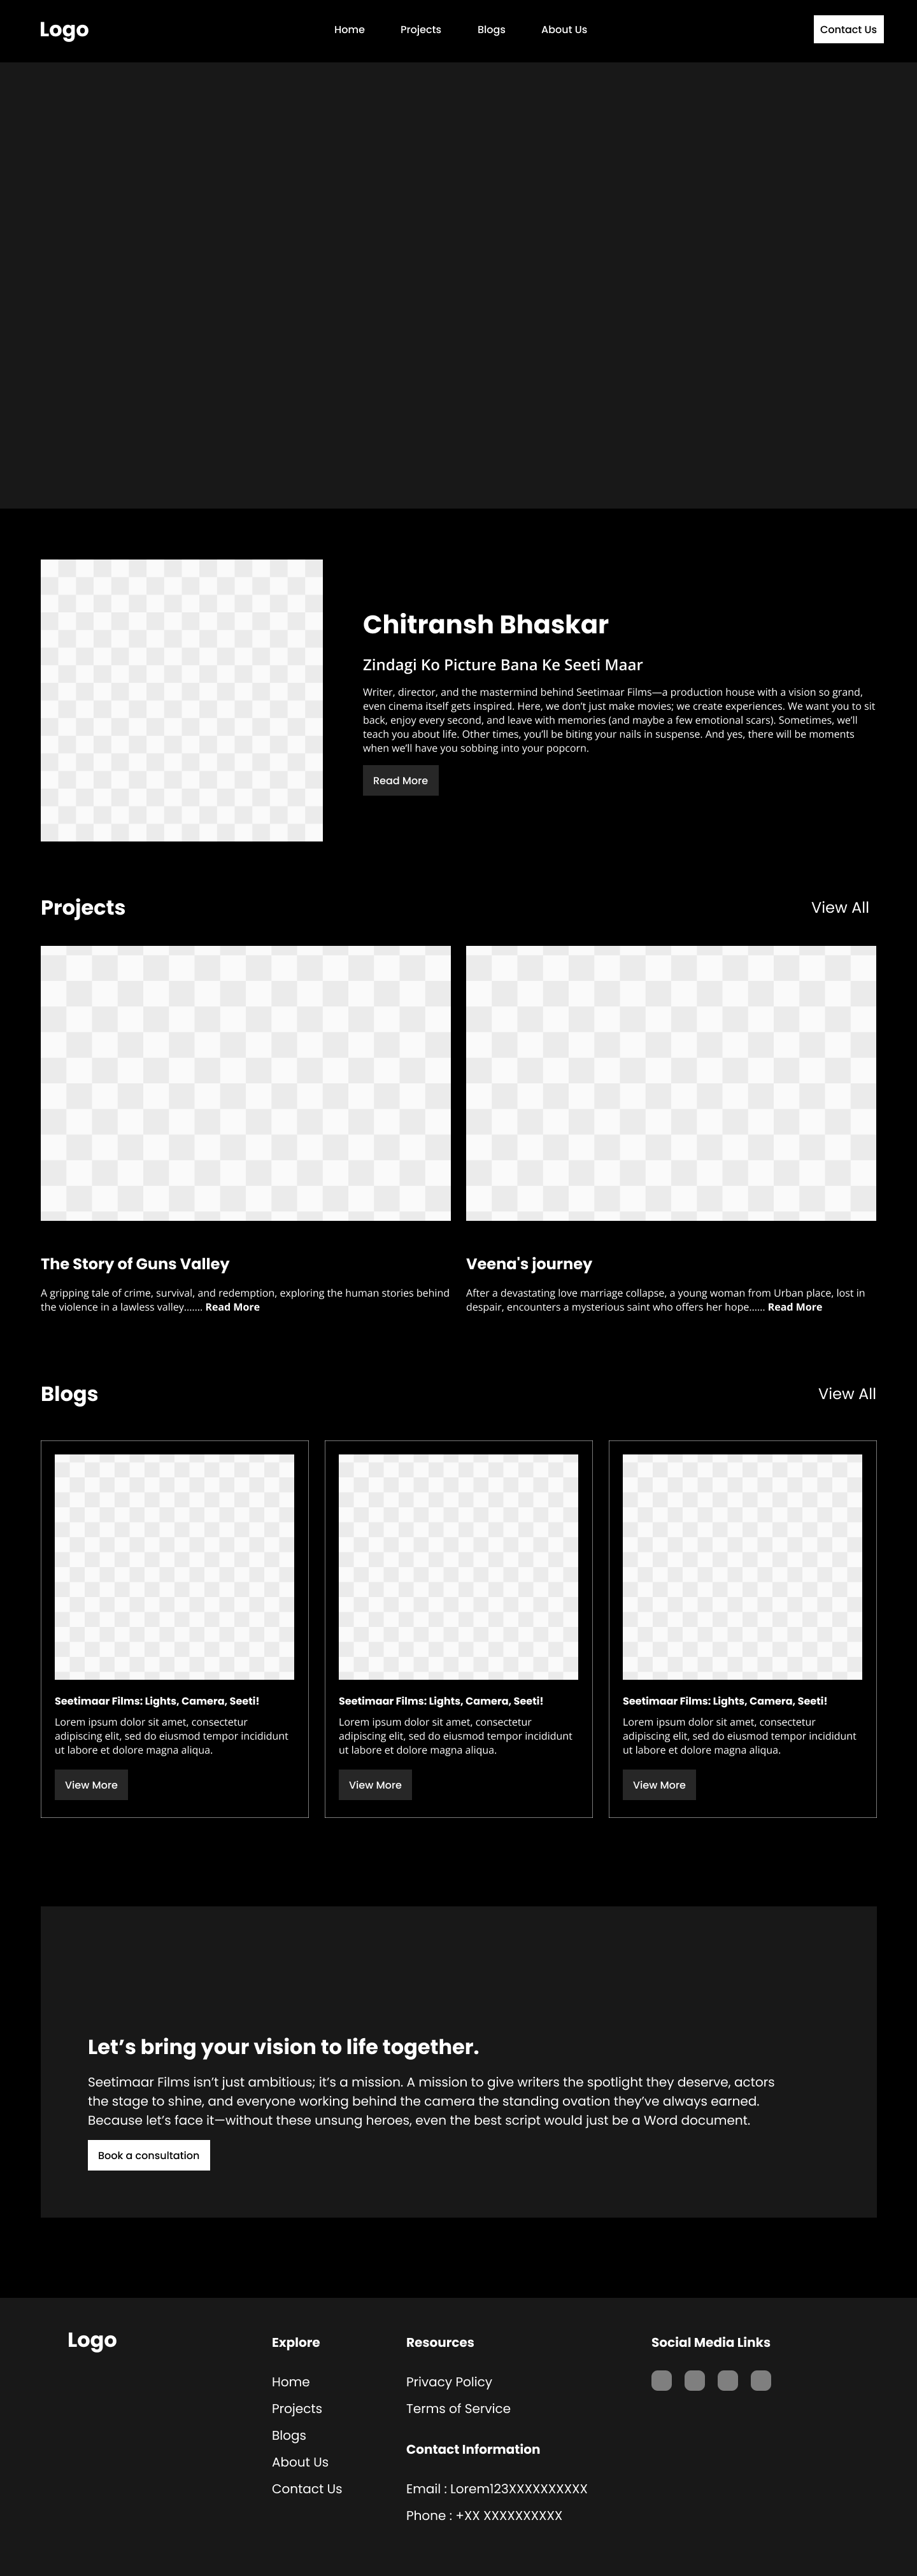 Logo
Home
Projects
Blogs
About Us
Contact Us
Chitransh Bhaskar
Zindagi Ko Picture Bana Ke Seeti Maar
Writer, director, and the mastermind behind Seetimaar Films—a production house with a vision so grand,
even cinema itself gets inspired. Here, we don’t just make movies; we create experiences. We want you to sit
back, enjoy every second, and leave with memories (and maybe a few emotional scars). Sometimes, we’ll
teach you about life. Other times, you’ll be biting your nails in suspense. And yes, there will be moments
when we’ll have you sobbing into your popcorn.
Read More
Projects
View All
The Story of Guns Valley
A gripping tale of crime, survival, and redemption, exploring the human stories behind
the violence in a lawless valley....... Read More
Veena's journey
After a devastating love marriage collapse, a young woman from Urban place, lost in
despair, encounters a mysterious saint who offers her hope...... Read More
Blogs
View All
Seetimaar Films: Lights, Camera, Seeti!
Lorem ipsum dolor sit amet, consectetur
adipiscing elit, sed do eiusmod tempor incididunt
ut labore et dolore magna aliqua.
View More
Seetimaar Films: Lights, Camera, Seeti!
Lorem ipsum dolor sit amet, consectetur
adipiscing elit, sed do eiusmod tempor incididunt
ut labore et dolore magna aliqua.
View More
Seetimaar Films: Lights, Camera, Seeti!
Lorem ipsum dolor sit amet, consectetur
adipiscing elit, sed do eiusmod tempor incididunt
ut labore et dolore magna aliqua.
View More
Let’s bring your vision to life together.
Seetimaar Films isn’t just ambitious; it’s a mission. A mission to give writers the spotlight they deserve, actors
the stage to shine, and everyone working behind the camera the standing ovation they’ve always earned.
Because let’s face it—without these unsung heroes, even the best script would just be a Word document.
Book a consultation
Logo
Explore
Home
Projects
Blogs
About Us
Contact Us
Resources
Privacy Policy
Terms of Service
Contact Information
Email : Lorem123XXXXXXXXXX
Phone : +XX XXXXXXXXXX
Social Media Links